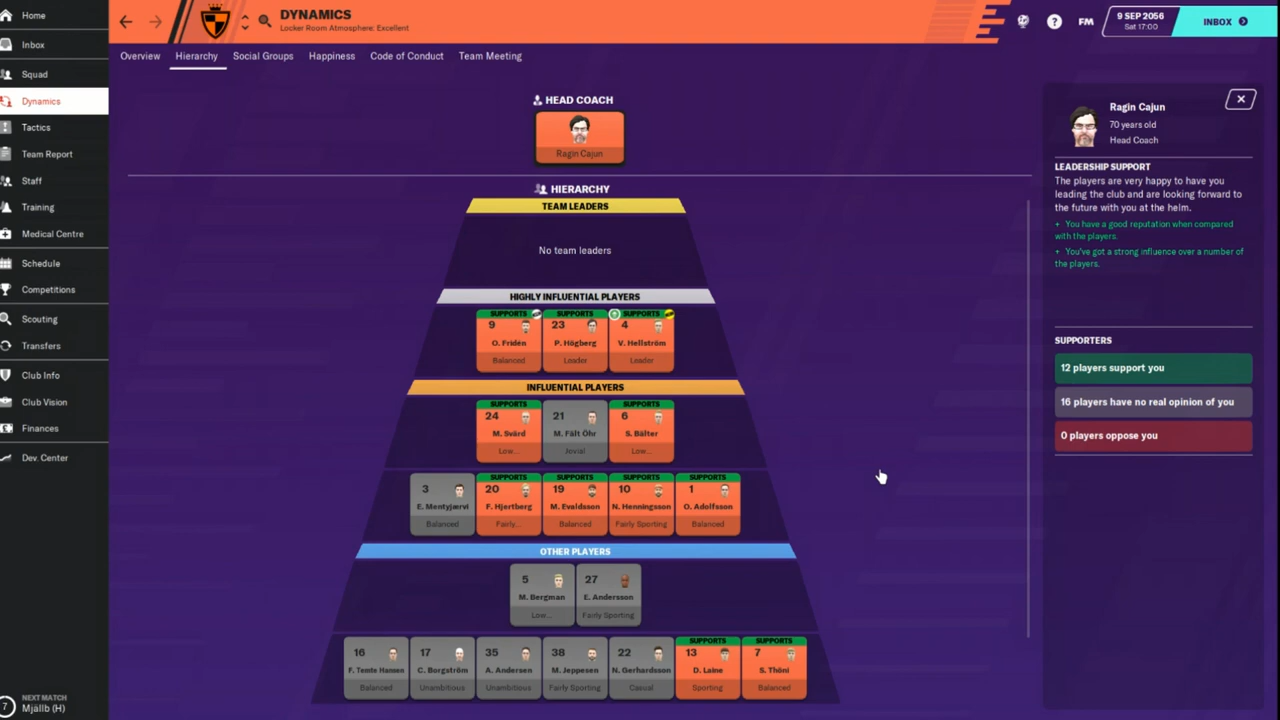 Home
Inbox
Squad
Dynamics
Tactics
Team Report
Staff
Training
Medical Centre
Schedule
Competitions
Scouting
Transfers
Club Info
Club Vision
Finances
Dev. Center
7
NEXT MATCH
Mjällb (H)
DYNAMICS
Locker Room Atmosphere: Excellent
?
FM
9 SEP 2056
Sat 17:00
INBOX
Overview
Hierarchy
Social Groups
Happiness
Code of Conduct
Team Meeting
HEAD COACH
Ragin Cajun
HIERARCHY
TEAM LEADERS
No team leaders
HIGHLY INFLUENTIAL PLAYERS
SUPPORTS SUPPORTS SUPPORTS
9 23 4
O. Fridén P. Högberg V. Hellström
Balanced Leader Leader
INFLUENTIAL PLAYERS
SUPPORTS SUPPORTS
24 21 6
M. Svärd M. Fält Öhr S. Bälter
Low... Jovial Low...
SUPPORTS SUPPORTS SUPPORTS SUPPORTS
3 20 19 10 1
E. Mentyjærvi F. Hjertberg M. Evaldsson N. Henningsson O. Adolfsson
Balanced Fairly... Balanced Fairly Sporting Balanced
OTHER PLAYERS
5 27
M. Bergman E. Andersson
Low... Fairly Sporting
SUPPORTS SUPPORTS
16 17 35 38 22 13 7
F. Temte Hansen C. Borgström A. Andersen M. Jeppesen N. Gerhardsson D. Laine S. Thöni
Balanced Unambitious Unambitious Fairly Sporting Casual Sporting Balanced
Ragin Cajun
70 years old
Head Coach
LEADERSHIP SUPPORT
The players are very happy to have you
leading the club and are looking forward to
the future with you at the helm.
+ You have a good reputation when compared
with the players.
+ You've got a strong influence over a number of
the players.
SUPPORTERS
12 players support you
16 players have no real opinion of you
0 players oppose you